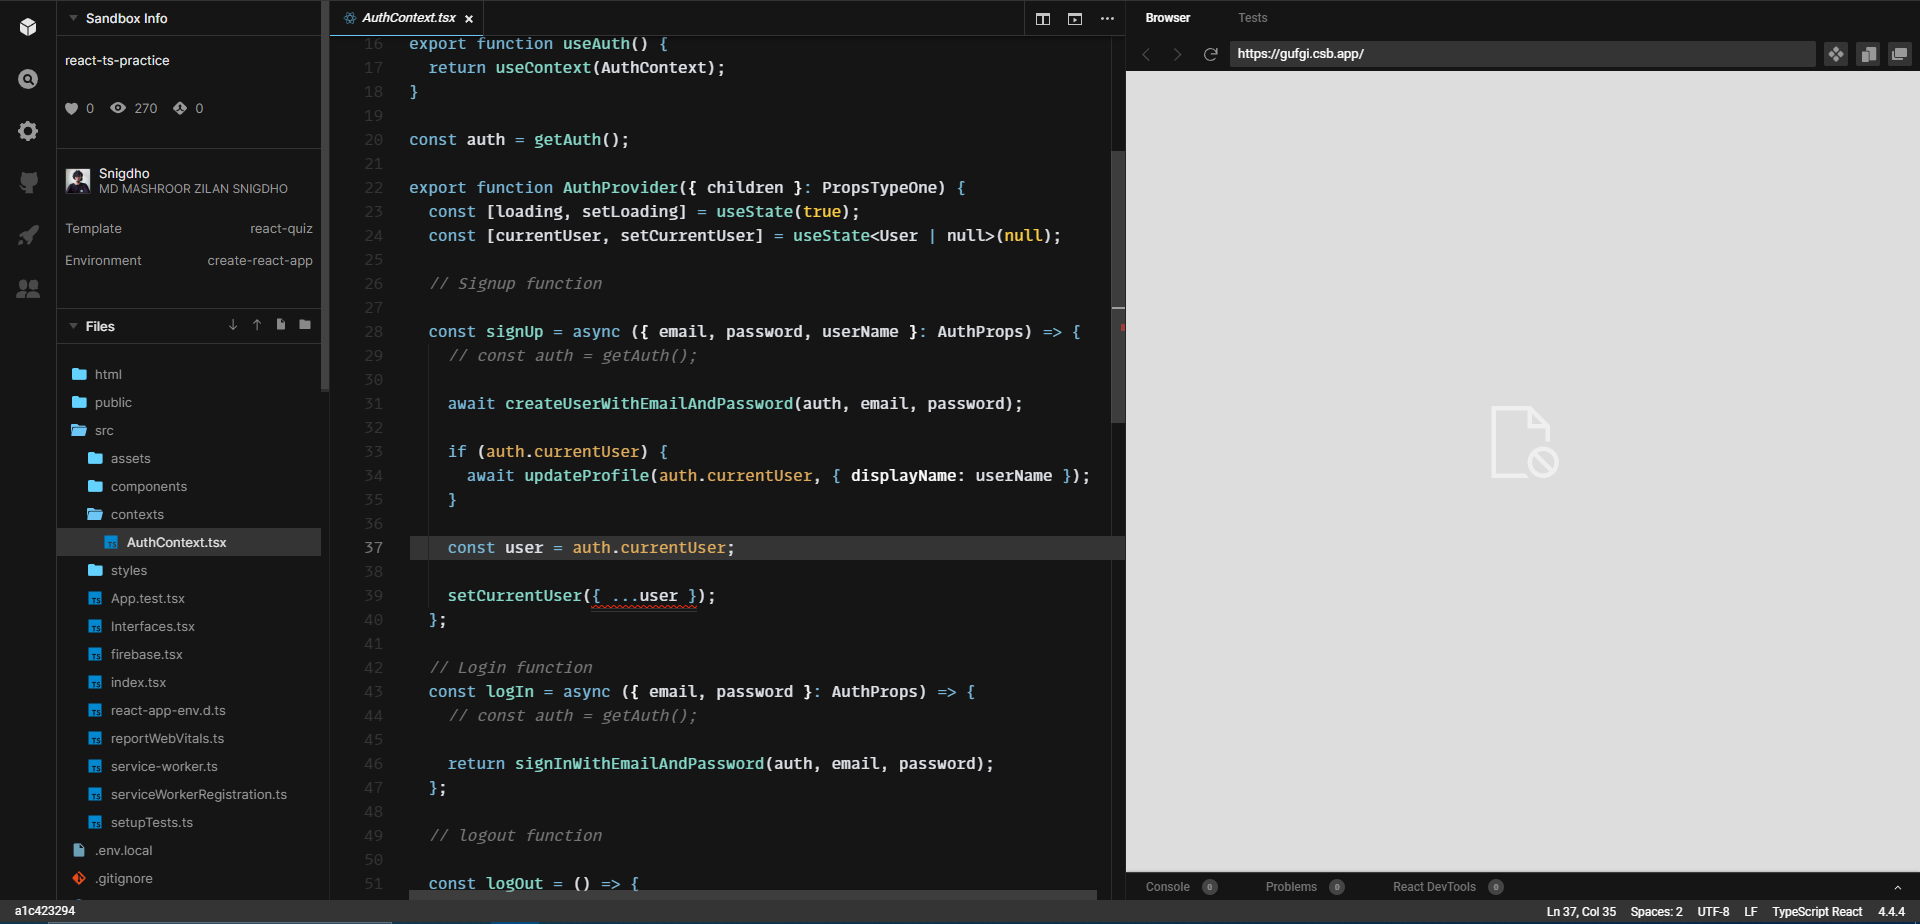 Sandbox Info
react-ts-practice
0 270 0
Snigdho
MD MASHROOR ZILAN SNIGDHO
Template react-quiz
Environment create-react-app
Files
html
public
src
assets
components
contexts
AuthContext.tsx
styles
App.test.tsx
Interfaces.tsx
firebase.tsx
index.tsx
react-app-env.d.ts
reportWebVitals.ts
service-worker.ts
serviceWorkerRegistration.ts
setupTests.ts
.env.local
.gitignore
AuthContext.tsx
16 export function useAuth() {
17 return useContext(AuthContext);
18 }
19
20 const auth = getAuth();
21
22 export function AuthProvider({ children }: PropsTypeOne) {
23 const [loading, setLoading] = useState(true);
24 const [currentUser, setCurrentUser] = useState<User | null>(null);
25
26 // Signup function
27
28 const signUp = async ({ email, password, userName }: AuthProps) => {
29 // const auth = getAuth();
30
31 await createUserWithEmailAndPassword(auth, email, password);
32
33 if (auth.currentUser) {
34 await updateProfile(auth.currentUser, { displayName: userName });
35 }
36
37 const user = auth.currentUser;
38
39 setCurrentUser({ ...user });
40 };
41
42 // Login function
43 const logIn = async ({ email, password }: AuthProps) => {
44 // const auth = getAuth();
45
46 return signInWithEmailAndPassword(auth, email, password);
47 };
48
49 // logout function
50
51 const logOut = () => {
Browser Tests
https://gufgi.csb.app/
Console 0 Problems 0 React DevTools 0
a1c423294
Ln 37, Col 35 Spaces: 2 UTF-8 LF TypeScript React 4.4.4